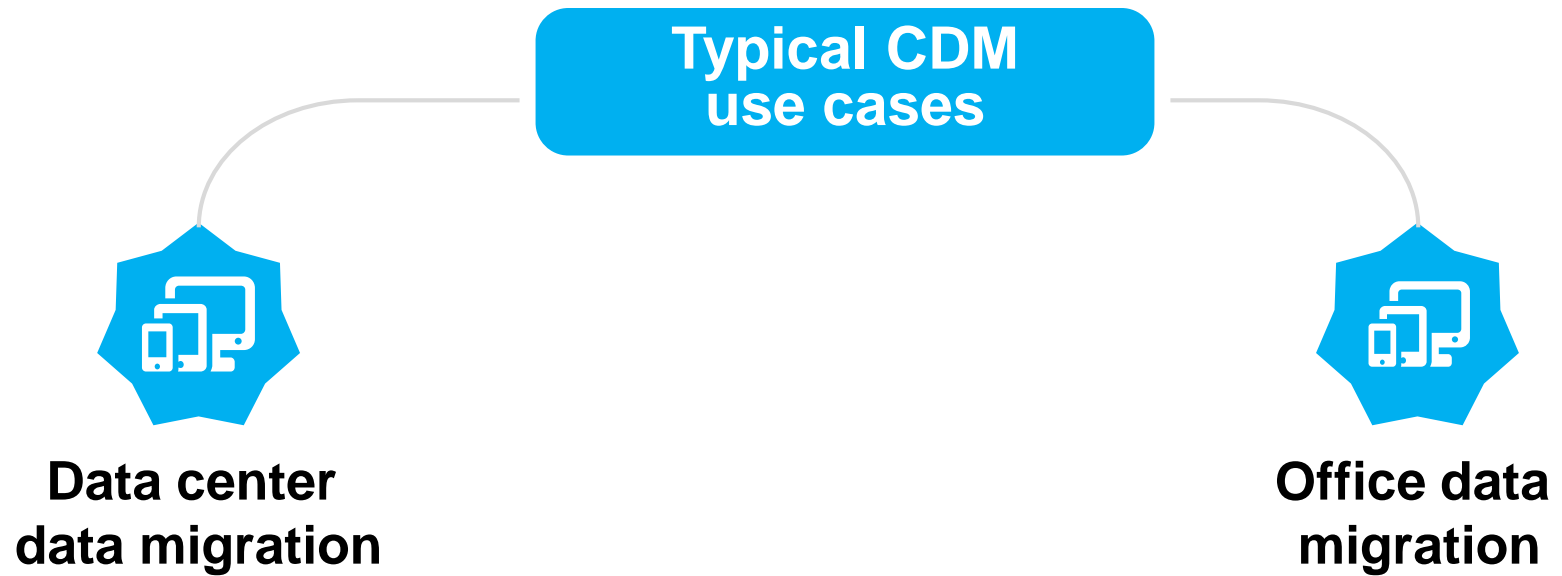 Typical CDM
use cases
Data center
data migration
Office data
migration